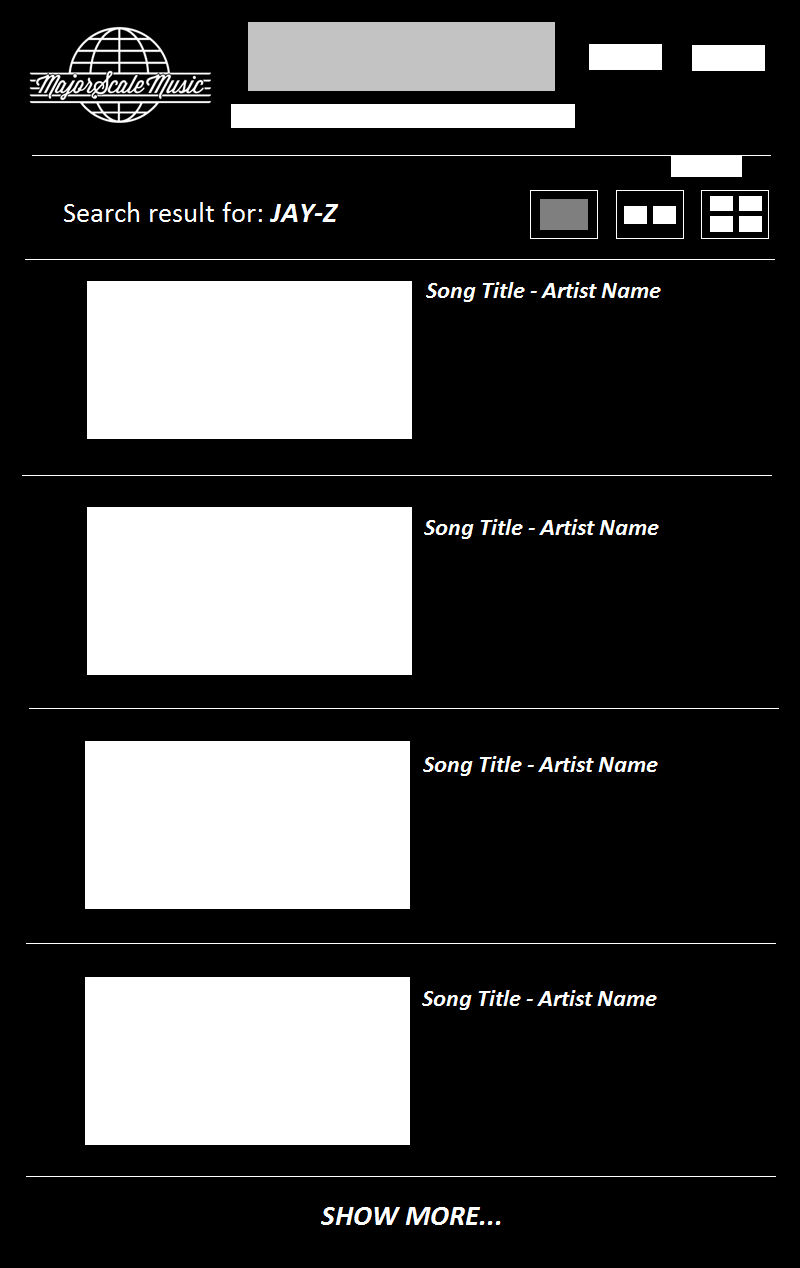 MajorScaleMusic
Search result for: JAY-Z
Song Title - Artist Name
Song Title - Artist Name
Song Title - Artist Name
Song Title - Artist Name
SHOW MORE...